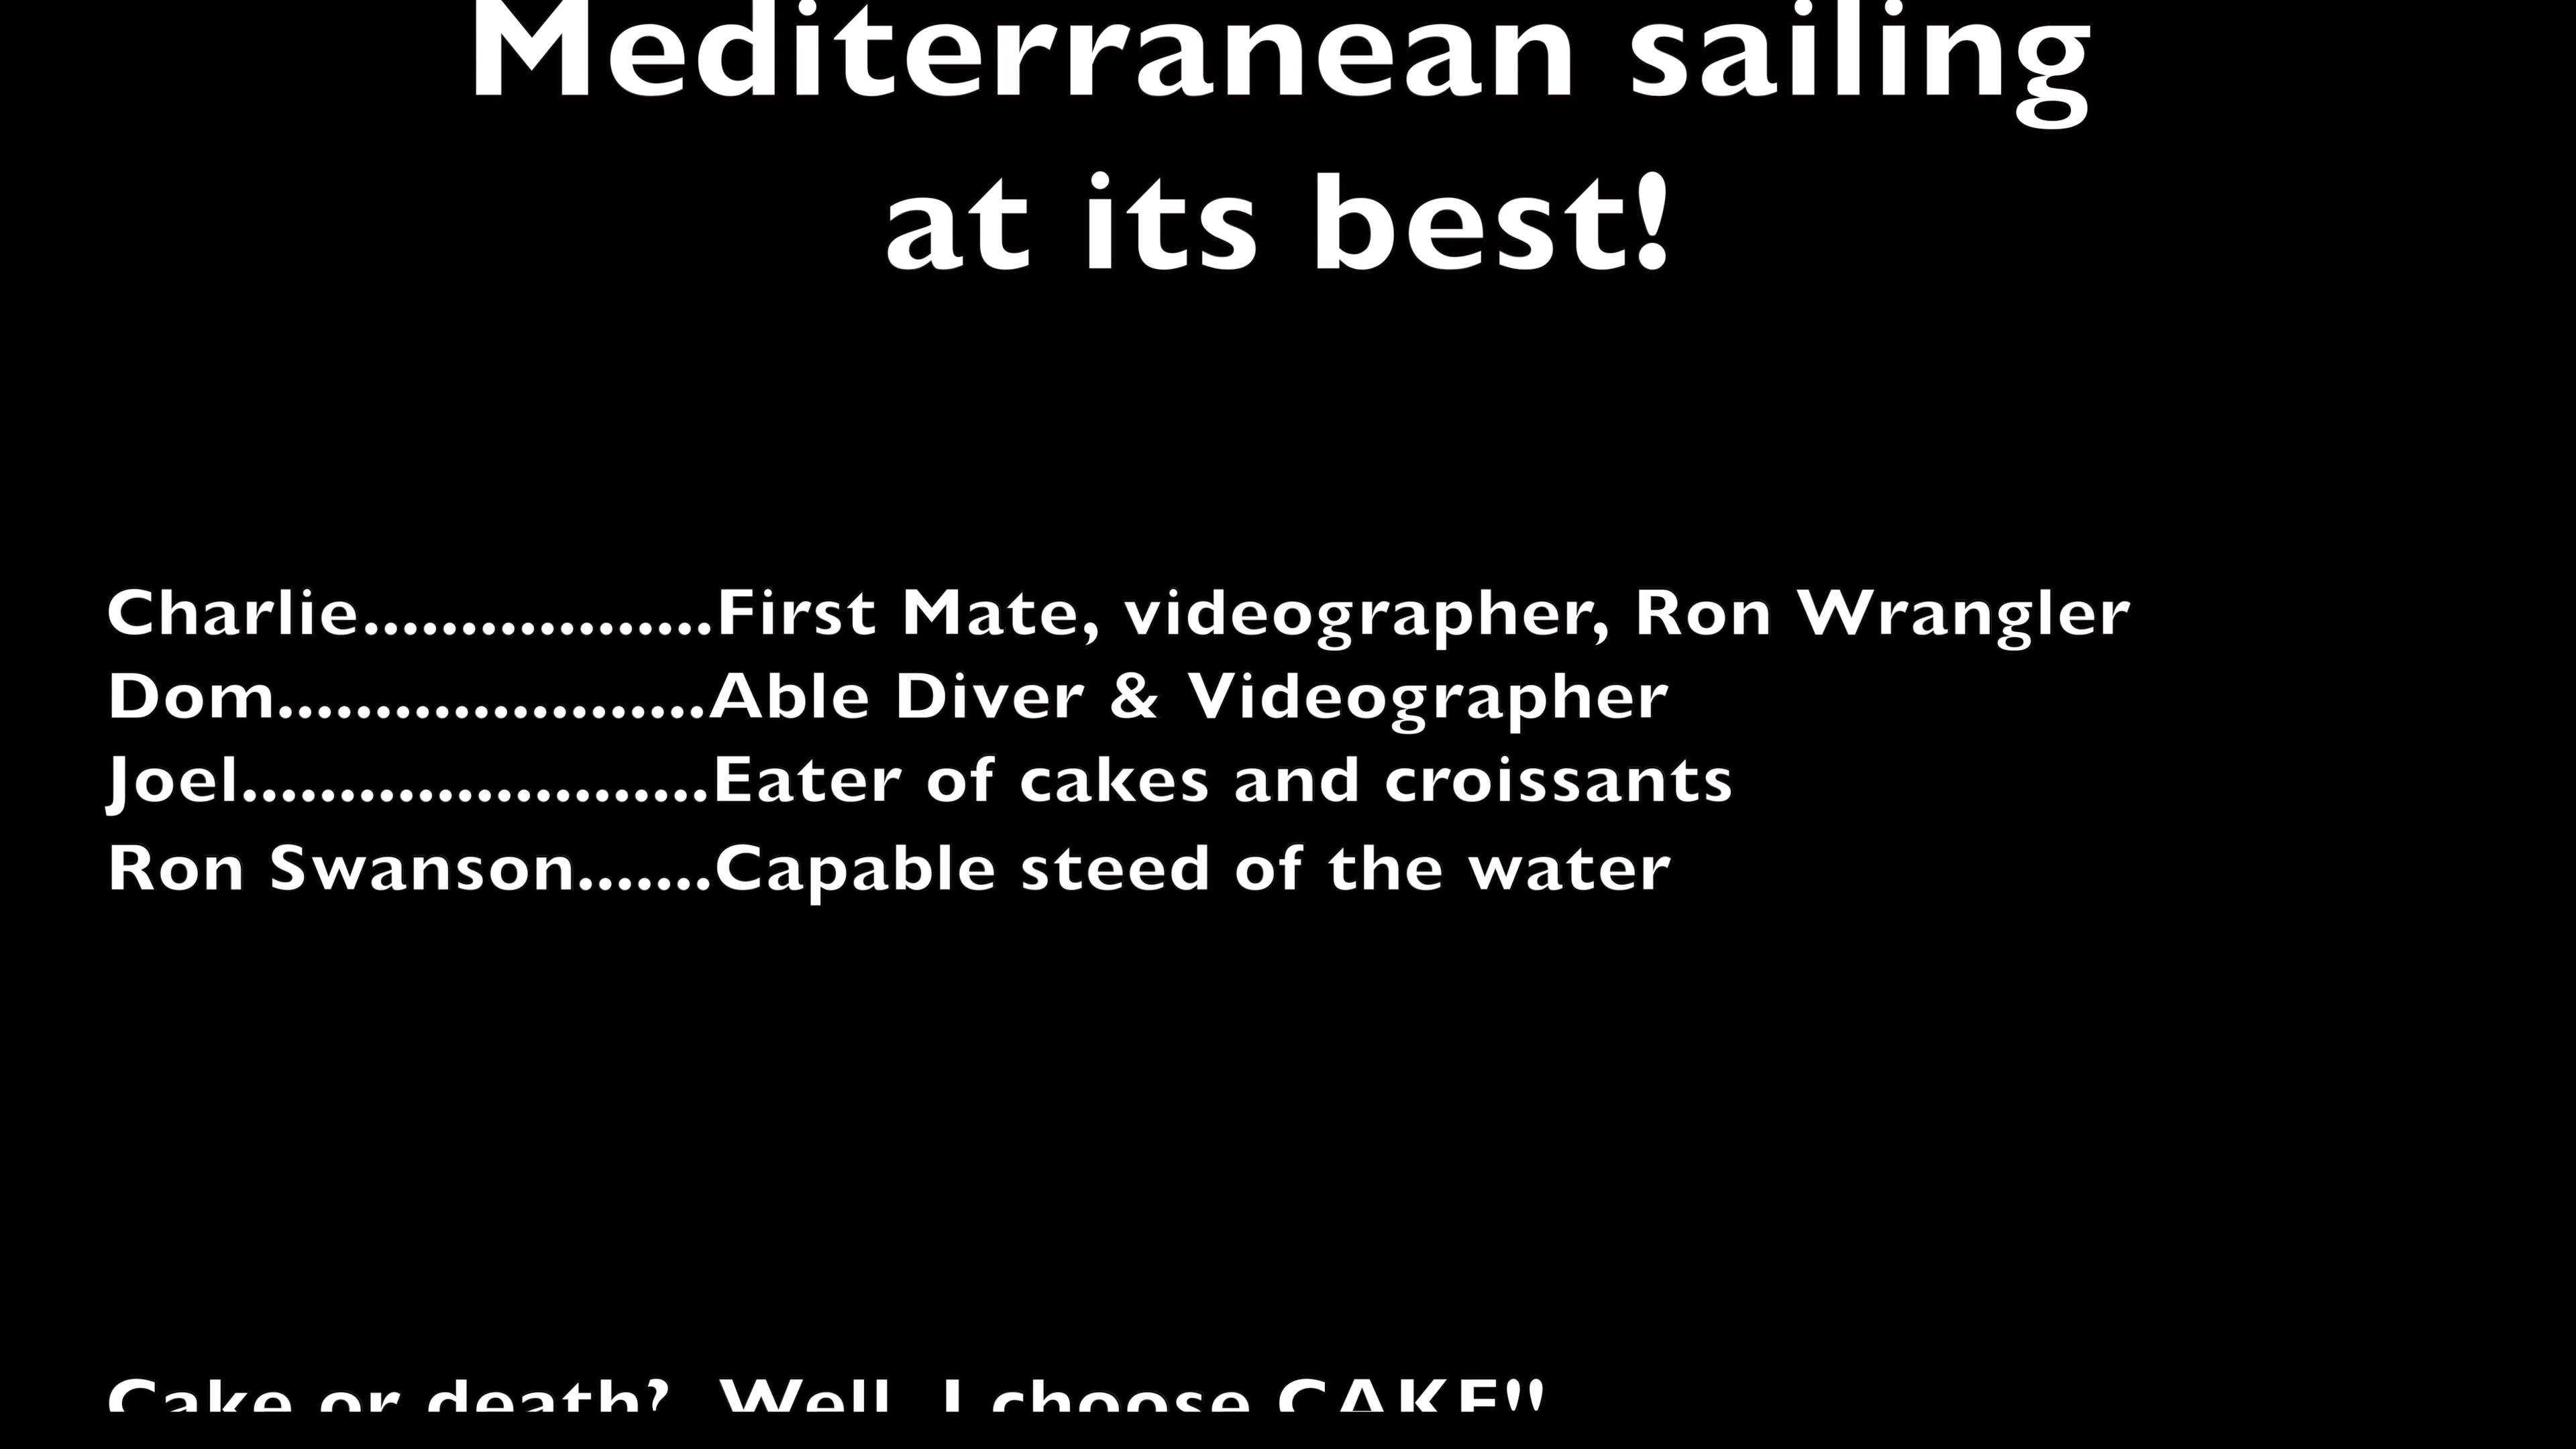 Mediterranean sailing
at its best!
Charlie..................First Mate, videographer, Ron Wrangler
Dom......................Able Diver & Videographer
Joel........................Eater of cakes and croissants
Ron Swanson.......Capable steed of the water
Cake or death? Well, I choose CAKE!!